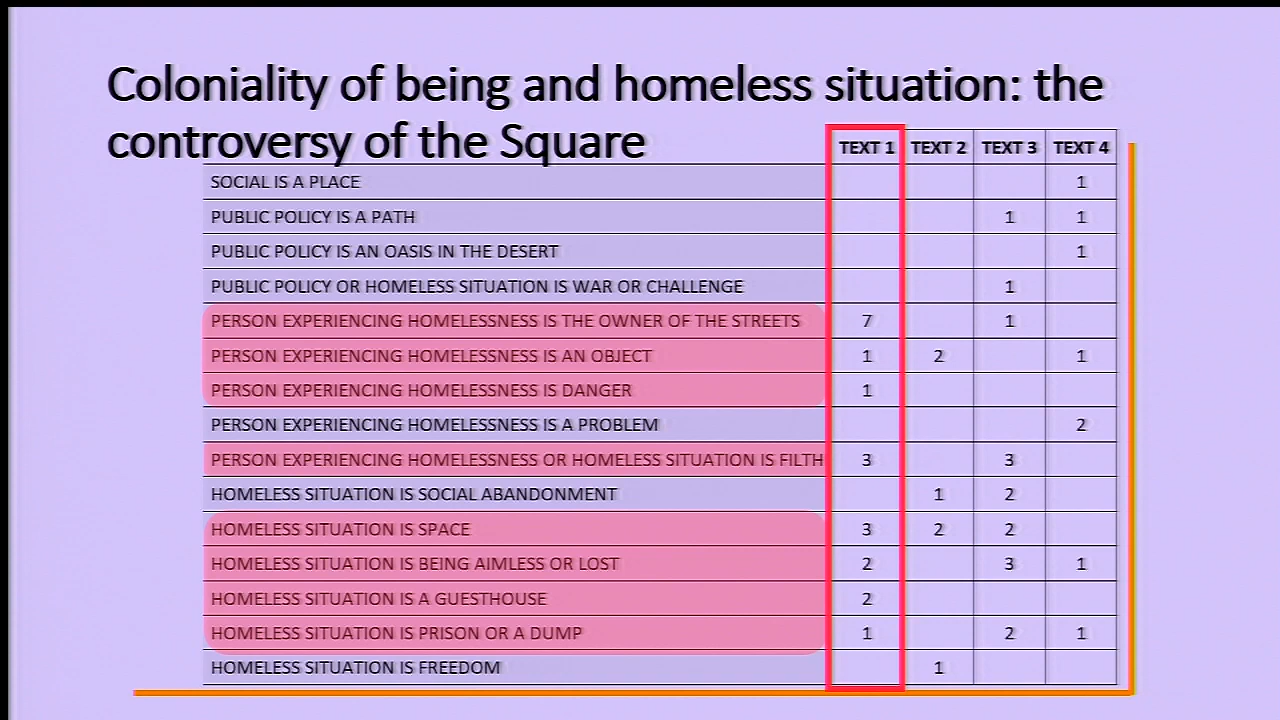 Coloniality of being and homeless situation: the
controversy of the Square
TEXT 1 TEXT 2 TEXT 3 TEXT 4
SOCIAL IS A PLACE 1
PUBLIC POLICY IS A PATH 1 1
PUBLIC POLICY IS AN OASIS IN THE DESERT 1
PUBLIC POLICY OR HOMELESS SITUATION IS WAR OR CHALLENGE 1
PERSON EXPERIENCING HOMELESSNESS IS THE OWNER OF THE STREETS 7 1
PERSON EXPERIENCING HOMELESSNESS IS AN OBJECT 1 2 1
PERSON EXPERIENCING HOMELESSNESS IS DANGER 1
PERSON EXPERIENCING HOMELESSNESS IS A PROBLEM 2
PERSON EXPERIENCING HOMELESSNESS OR HOMELESS SITUATION IS FILTH 3 3
HOMELESS SITUATION IS SOCIAL ABANDONMENT 1 2
HOMELESS SITUATION IS SPACE 3 2 2
HOMELESS SITUATION IS BEING AIMLESS OR LOST 2 3 1
HOMELESS SITUATION IS A GUESTHOUSE 2
HOMELESS SITUATION IS PRISON OR A DUMP 1 2 1
HOMELESS SITUATION IS FREEDOM 1